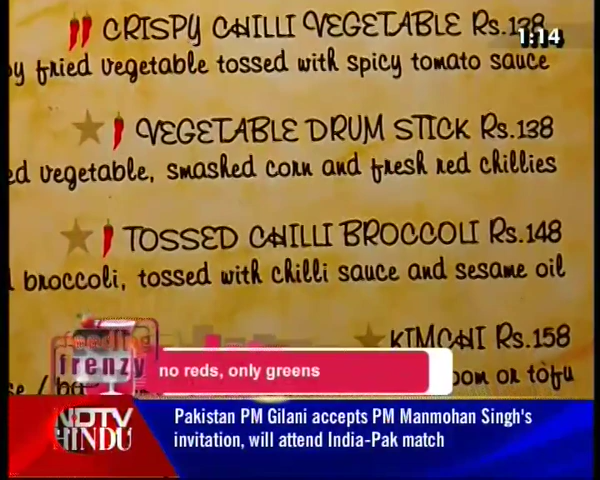 CRISPY CHILLI VEGETABLE Rs.138
1:14
y fried vegetable tossed with spicy tomato sauce
VEGETABLE DRUM STICK Rs.138
ed vegetable, smashed corn and fresh red chillies
TOSSED CHILLI BROCCOLI Rs.148
broccoli, tossed with chilli sauce and sesame oil
KIMCHI Rs.158
frenzy
no reds, only greens
or tofu
NDTV
HINDU
Pakistan PM Gilani accepts PM Manmohan Singh's
invitation, will attend India-Pak match